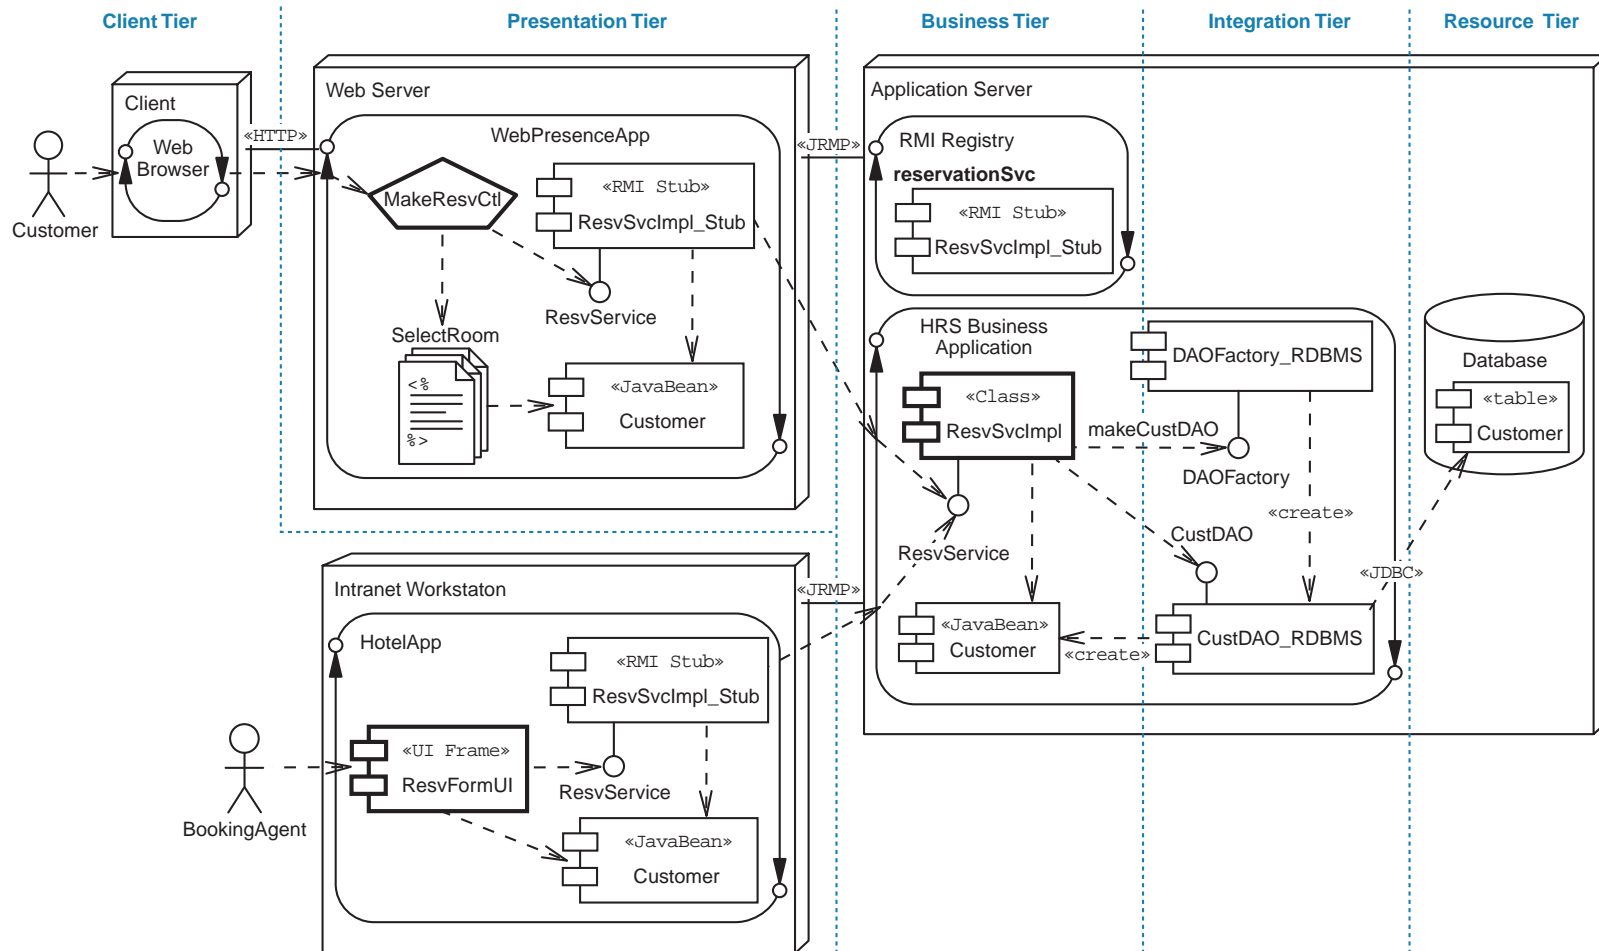 Client Tier
Presentation Tier
Business Tier
Integration Tier
Resource Tier
Client
Web
Browser
Customer
«HTTP»
Web Server
WebPresenceApp
MakeResvCtl
«RMI Stub»
ResvSvcImpl_Stub
ResvService
SelectRoom
<%
%>
«JavaBean»
Customer
«JRMP»
Application Server
RMI Registry
reservationSvc
«RMI Stub»
ResvSvcImpl_Stub
HRS Business
Application
«Class»
ResvSvcImpl
makeCustDAO
DAOFactory_RDBMS
DAOFactory
«create»
CustDAO
ResvService
«JavaBean»
Customer
«create»
CustDAO_RDBMS
«JDBC»
Database
«table»
Customer
Intranet Workstaton
«JRMP»
HotelApp
«RMI Stub»
ResvSvcImpl_Stub
«UI Frame»
ResvFormUI
ResvService
BookingAgent
«JavaBean»
Customer